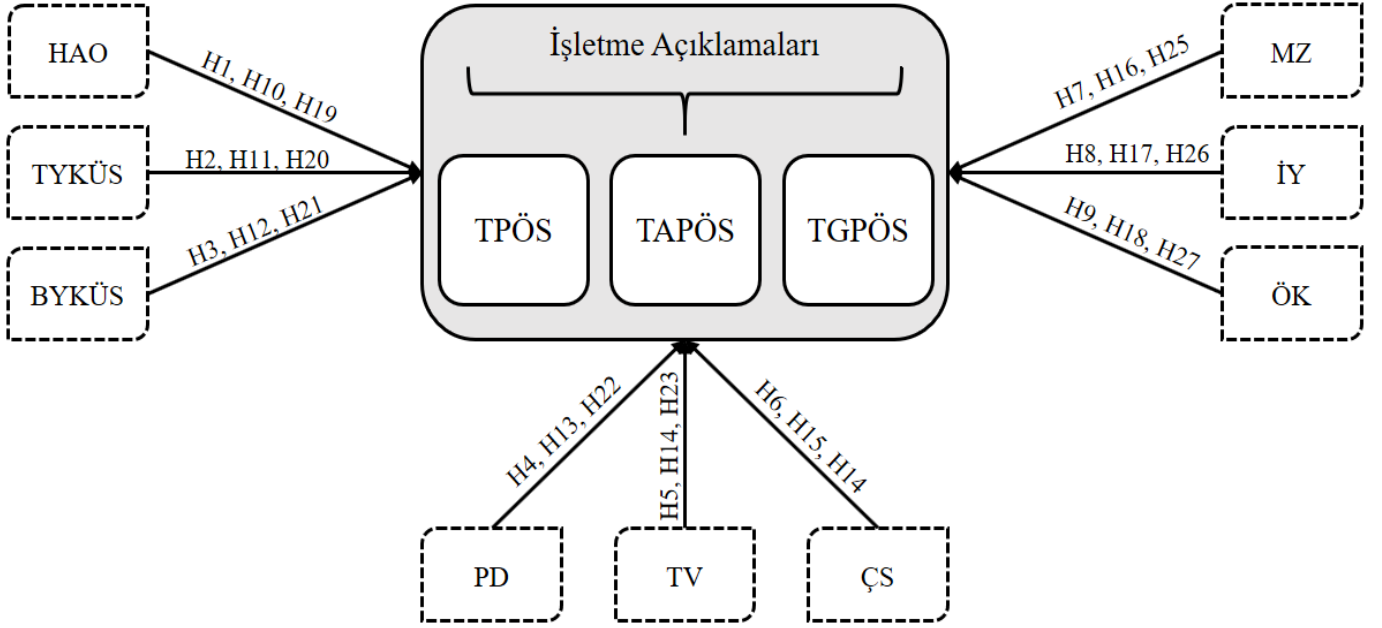 İşletme Açıklamaları
HAO
H1, H10, H19
TYKÜS
H2, H11, H20
BYKÜS
H3, H12, H21
TPÖS
TAPÖS
TGPÖS
MZ
H7, H16, H25
İY
H8, H17, H26
ÖK
H9, H18, H27
H4, H13, H22
H5, H14, H23
H6, H15, H14
PD
TV
ÇS